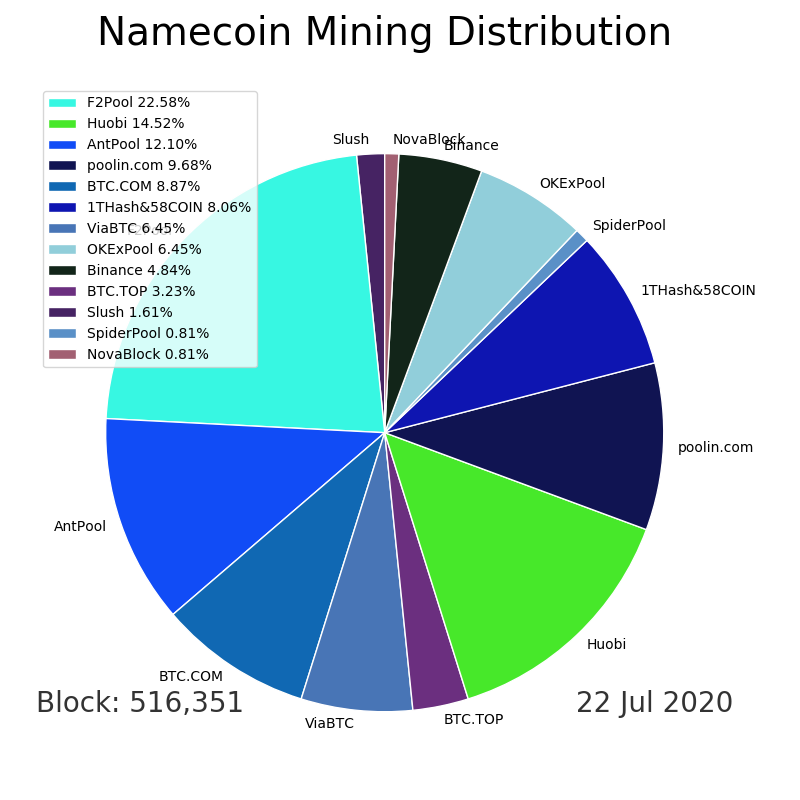 Namecoin Mining Distribution
F2Pool 22.58%
Huobi 14.52%
AntPool 12.10%
poolin.com 9.68%
BTC.COM 8.87%
1THash&58COIN 8.06%
ViaBTC 6.45%
OKExPool 6.45%
Binance 4.84%
BTC.TOP 3.23%
Slush 1.61%
SpiderPool 0.81%
NovaBlock 0.81%
Slush
NovaBlock
Binance
OKExPool
SpiderPool
1THash&58COIN
poolin.com
Huobi
BTC.TOP
ViaBTC
BTC.COM
AntPool
Block: 516,351
22 Jul 2020